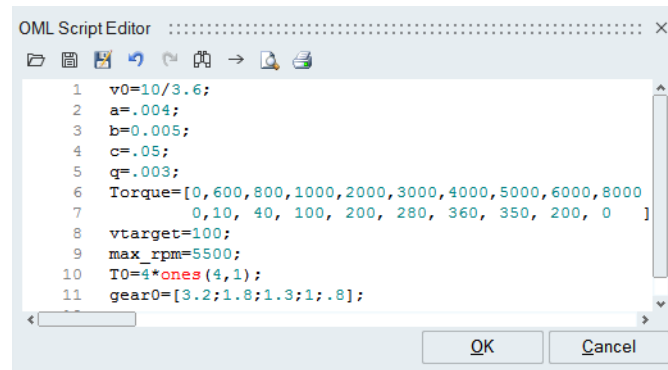 OML Script Editor
1 v0=10/3.6;
2 a=.004;
3 b=0.005;
4 c=.05;
5 q=.003;
6 Torque=[0,600,800,1000,2000,3000,4000,5000,6000,8000
7 0,10, 40, 100, 200, 280, 360, 350, 200, 0 ]
8 vtarget=100;
9 max_rpm=5500;
10 T0=4*ones(4,1);
11 gear0=[3.2;1.8;1.3;1;.8];
OK Cancel